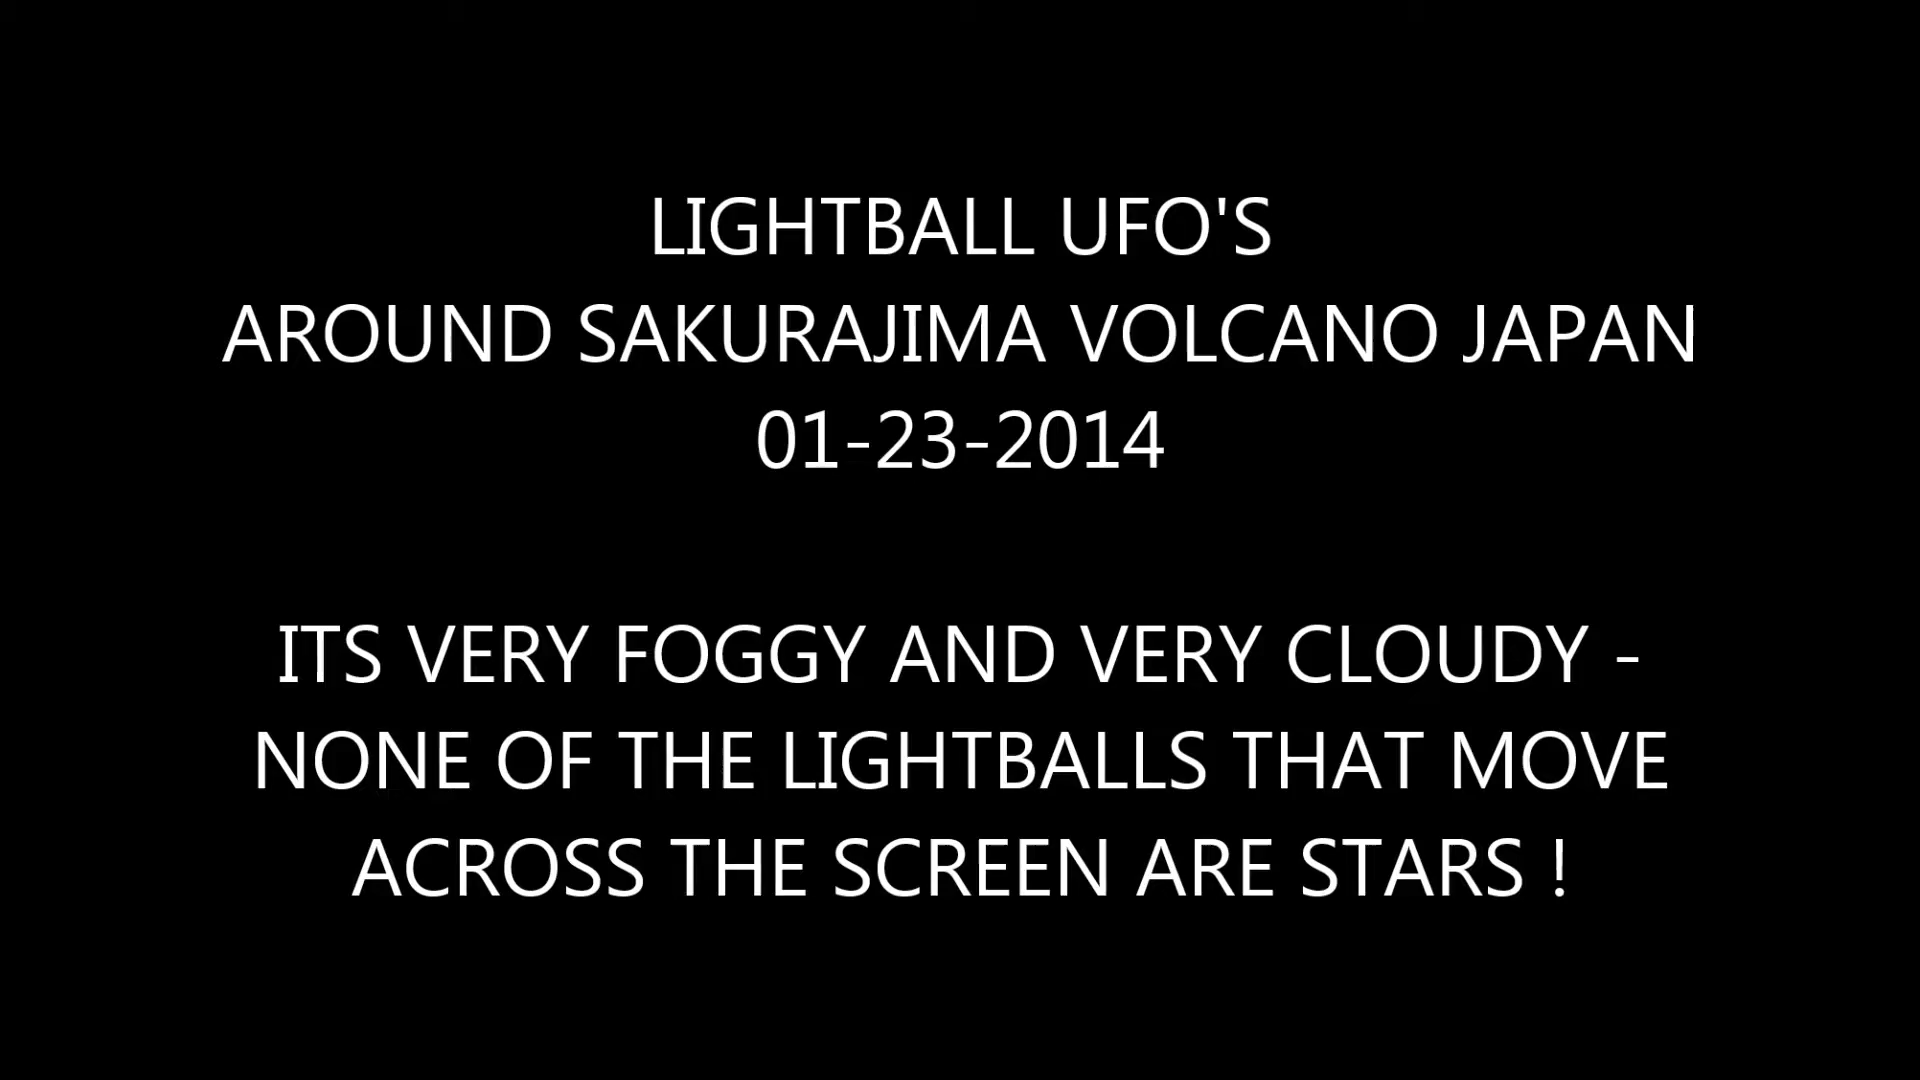 LIGHTBALL UFO'S
AROUND SAKURAJIMA VOLCANO JAPAN
01-23-2014
ITS VERY FOGGY AND VERY CLOUDY -
NONE OF THE LIGHTBALLS THAT MOVE
ACROSS THE SCREEN ARE STARS !